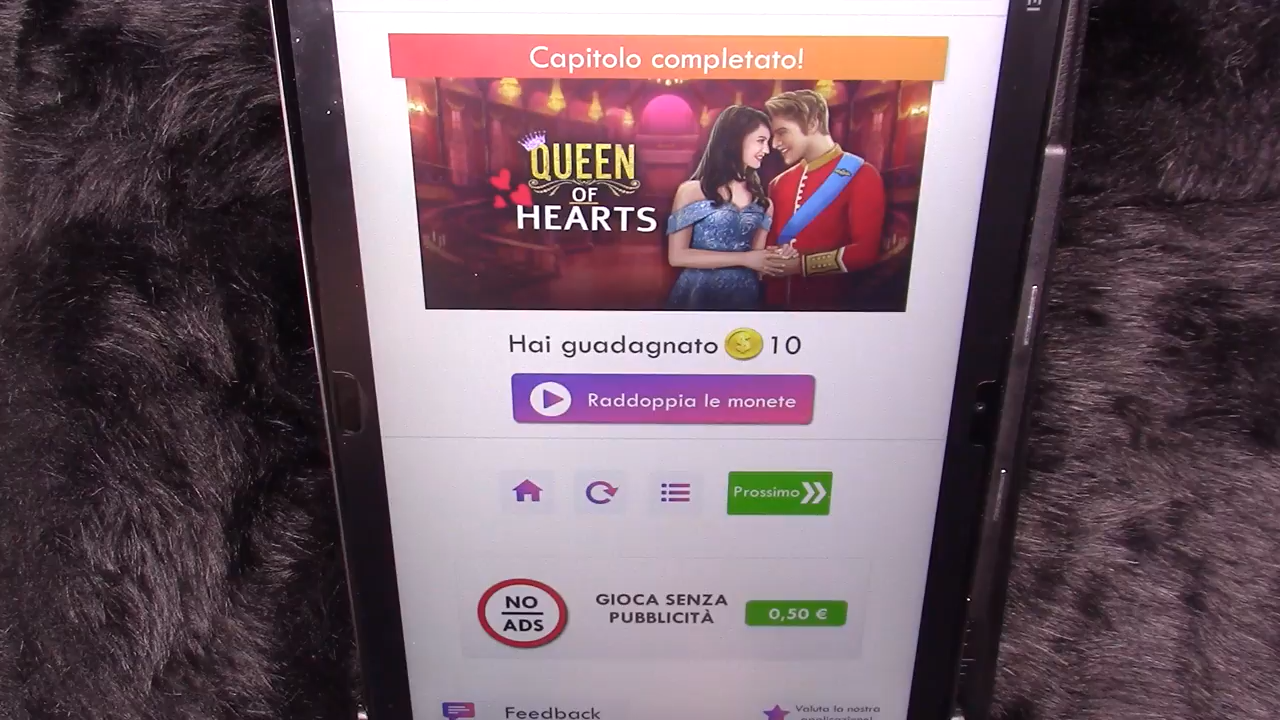 Capitolo completato!
QUEEN
OF
HEARTS
Hai guadagnato 10
Raddoppia le monete
Prossimo
NO
ADS
GIOCA SENZA
PUBBLICITÀ
0,50 €
Feedback
Valuta la nostra
applicazione!